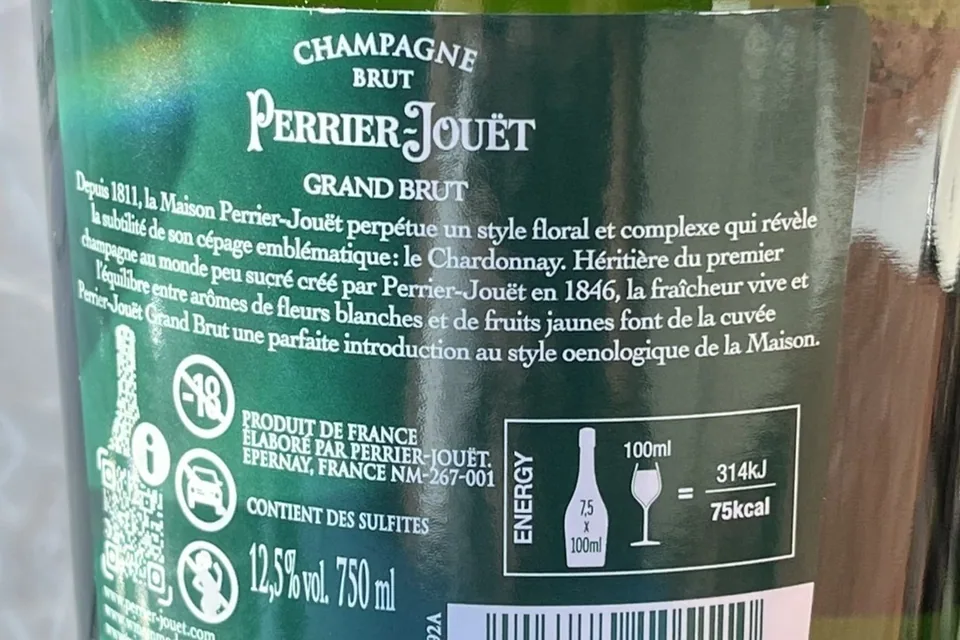 CHAMPAGNE
BRUT
PERRIER-JOUËT
GRAND BRUT
Depuis 1811, la Maison Perrier-Jouët perpétue un style floral et complexe qui révèle
la subtilité de son cépage emblématique : le Chardonnay. Héritière du premier
champagne au monde peu sucré créé par Perrier-Jouët en 1846, la fraîcheur vive et
l'équilibre entre arômes de fleurs blanches et de fruits jaunes font de la cuvée
Perrier-Jouët Grand Brut une parfaite introduction au style oenologique de la Maison.
-18
i
PRODUIT DE FRANCE
ÉLABORÉ PAR PERRIER-JOUËT.
EPERNAY, FRANCE NM-267-001
CONTIENT DES SULFITES
12,5% vol. 750 ml
ENERGY
7,5
x
100ml
100ml
=
314kJ
75kcal
www.perrier-jouet.com
92A